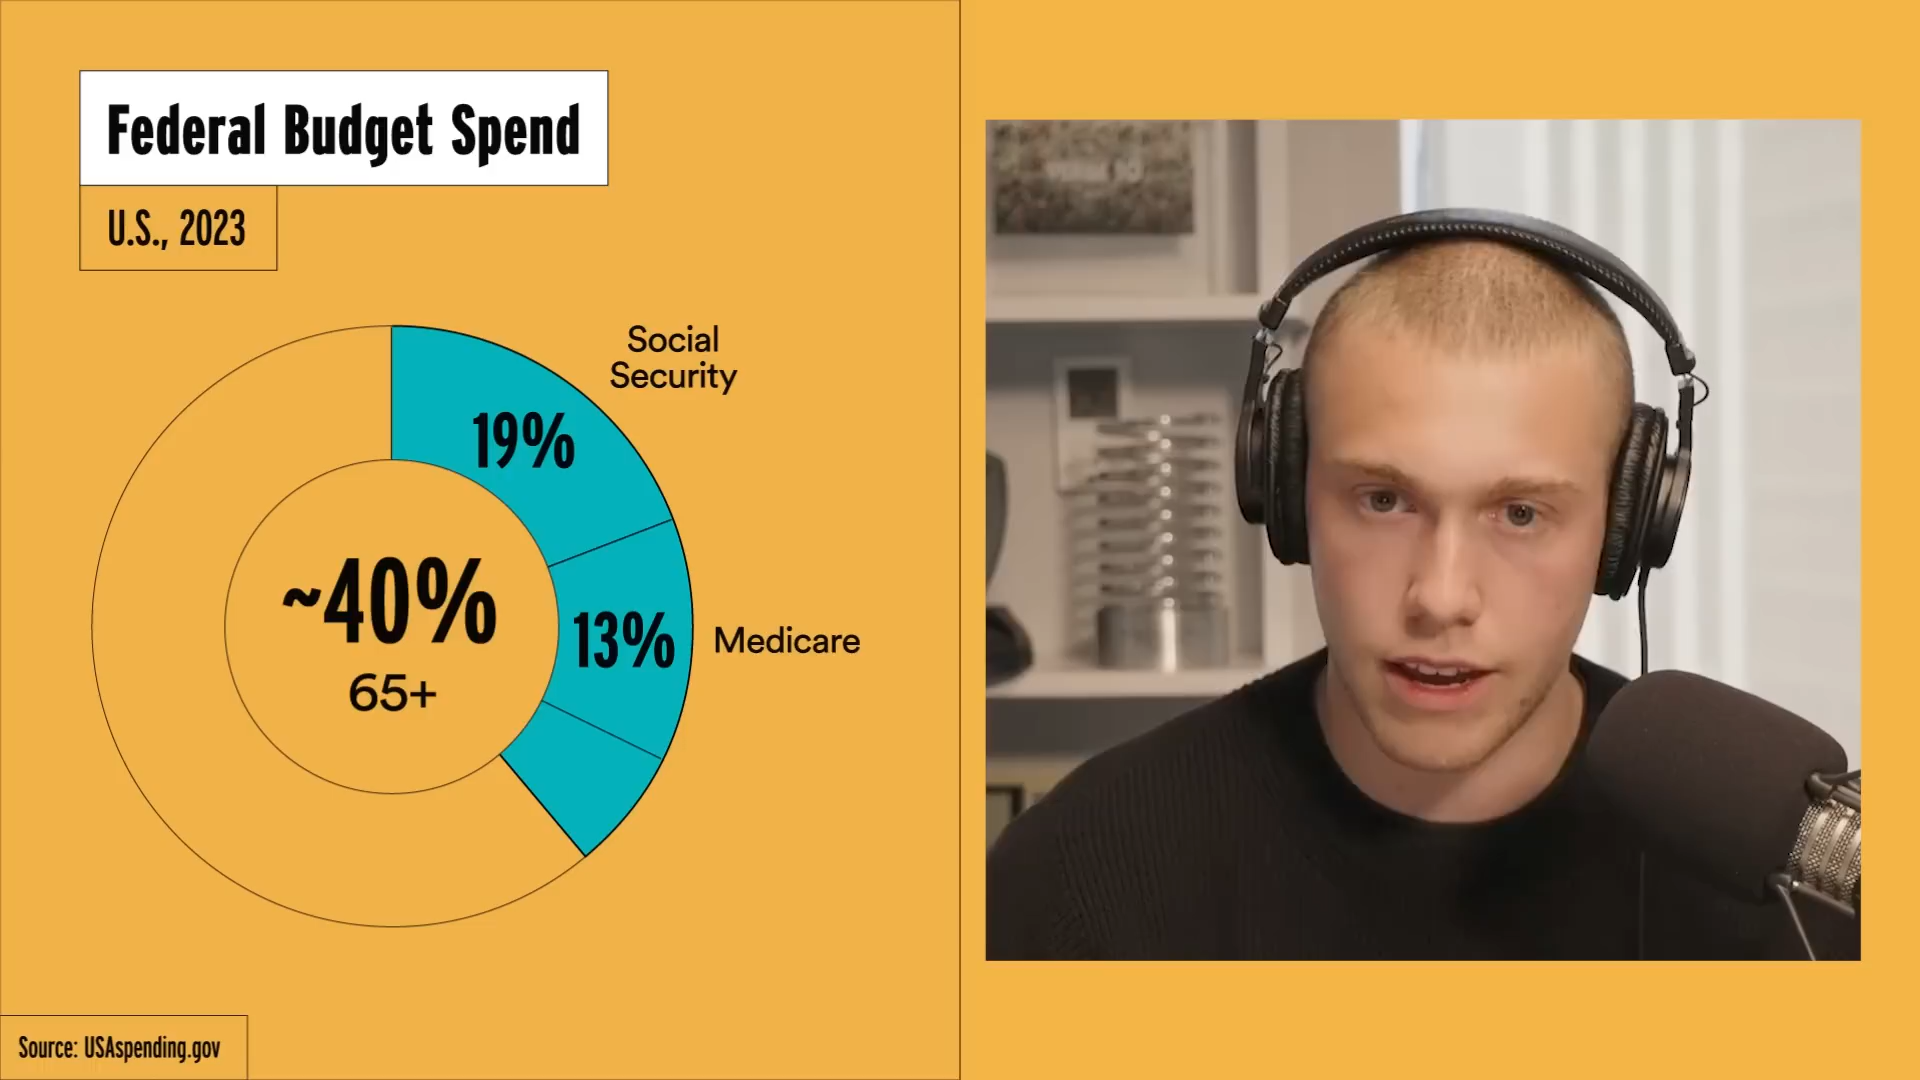 Federal Budget Spend
U.S., 2023
Social
Security
19%
~40%
65+
13%
Medicare
Source: USAspending.gov